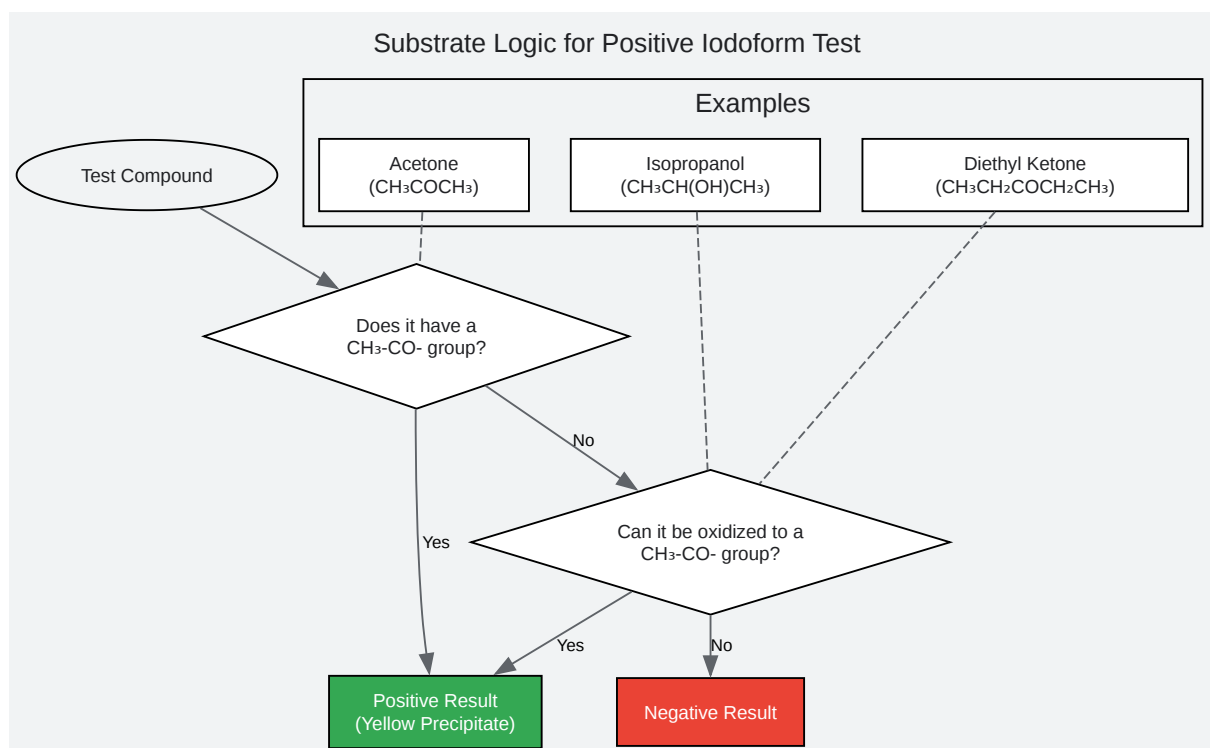 Substrate Logic for Positive Iodoform Test
Examples
Test Compound
Acetone
(CH₃COCH₃)
Isopropanol
(CH₃CH(OH)CH₃)
Diethyl Ketone
(CH₃CH₂COCH₂CH₃)
Does it have a
CH₃-CO- group?
No
Yes
Can it be oxidized to a
CH₃-CO- group?
Yes
No
Positive Result
(Yellow Precipitate)
Negative Result